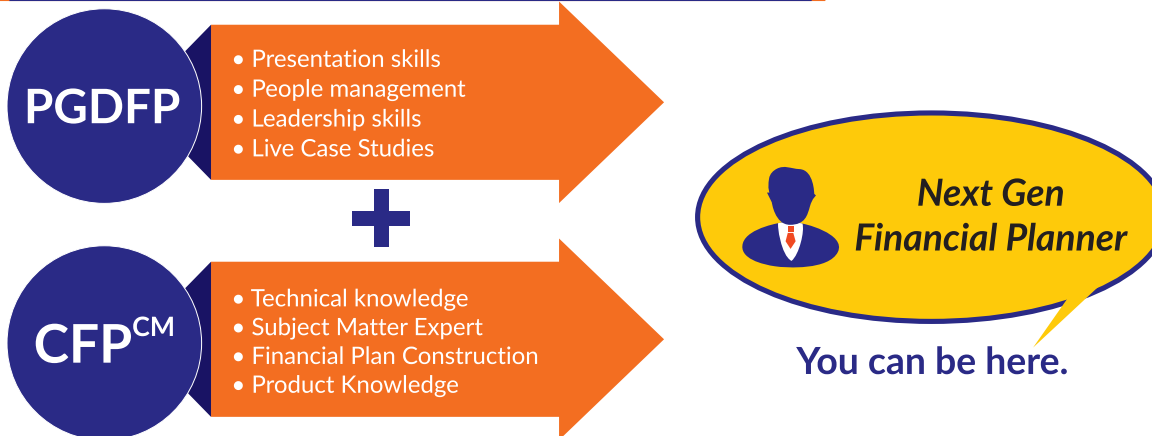 PGDFP
• Presentation skills
• People management
• Leadership skills
• Live Case Studies
+
CFPCM
• Technical knowledge
• Subject Matter Expert
• Financial Plan Construction
• Product Knowledge
Next Gen
Financial Planner
You can be here.